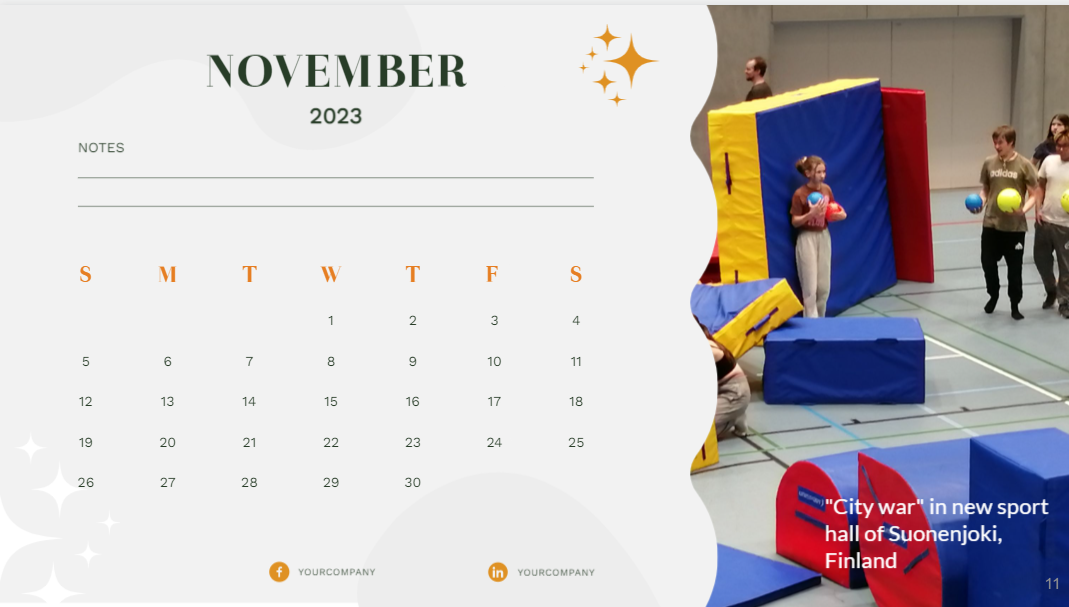 NOVEMBER
2023
NOTES
S M T W T F S
1 2 3 4
5 6 7 8 9 10 11
12 13 14 15 16 17 18
19 20 21 22 23 24 25
26 27 28 29 30
YOURCOMPANY YOURCOMPANY
adidas
"City war" in new sport
hall of Suonenjoki,
Finland
11